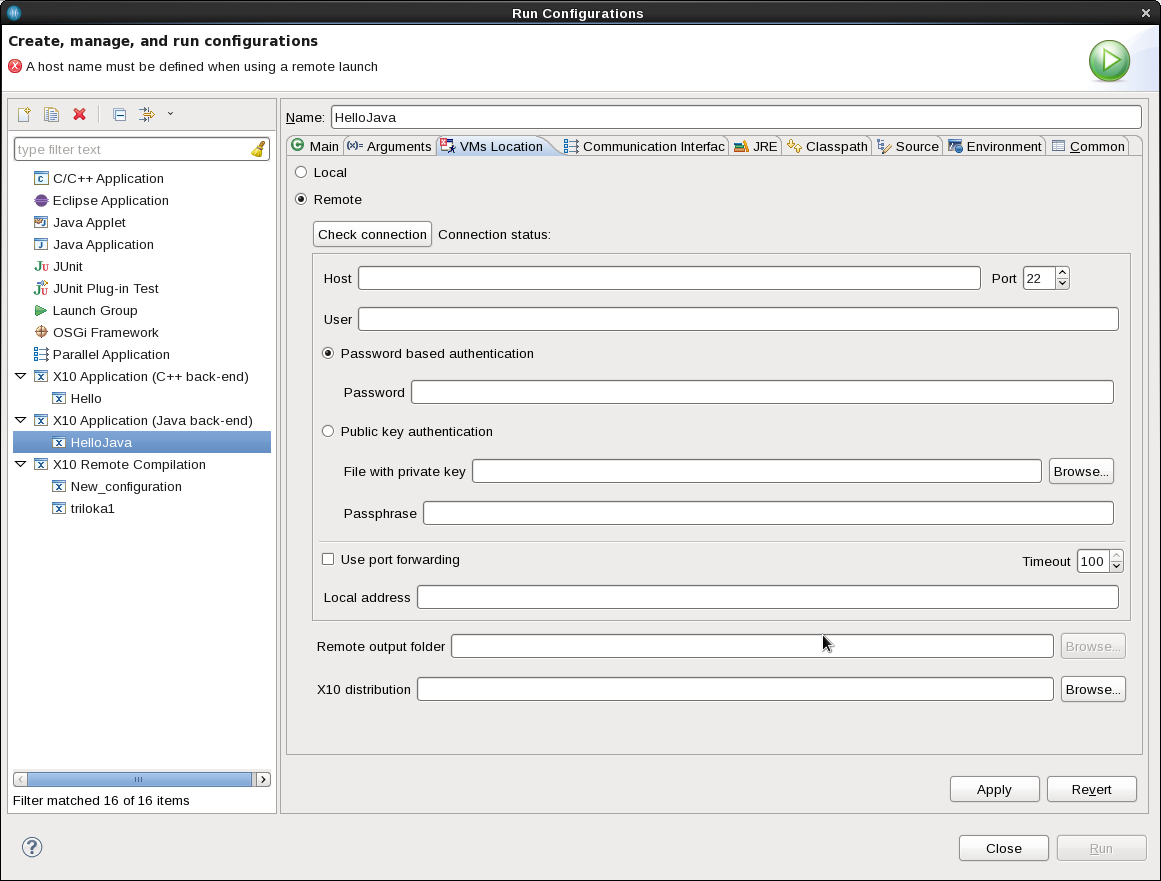 Run Configurations
Create, manage, and run configurations
A host name must be defined when using a remote launch
type filter text
C/C++ Application
Eclipse Application
Java Applet
Java Application
JUnit
JUnit Plug-in Test
Launch Group
OSGi Framework
Parallel Application
X10 Application (C++ back-end)
Hello
X10 Application (Java back-end)
HelloJava
X10 Remote Compilation
New_configuration
triloka1
Filter matched 16 of 16 items
Name: HelloJava
Main (x)= Arguments VMs Location Communication Interfac JRE Classpath Source Environment Common
Local
Remote
Check connection Connection status:
Host Port 22
User
Password based authentication
Password
Public key authentication
File with private key Browse...
Passphrase
Use port forwarding Timeout 100
Local address
Remote output folder Browse...
X10 distribution Browse...
Apply Revert
Close Run